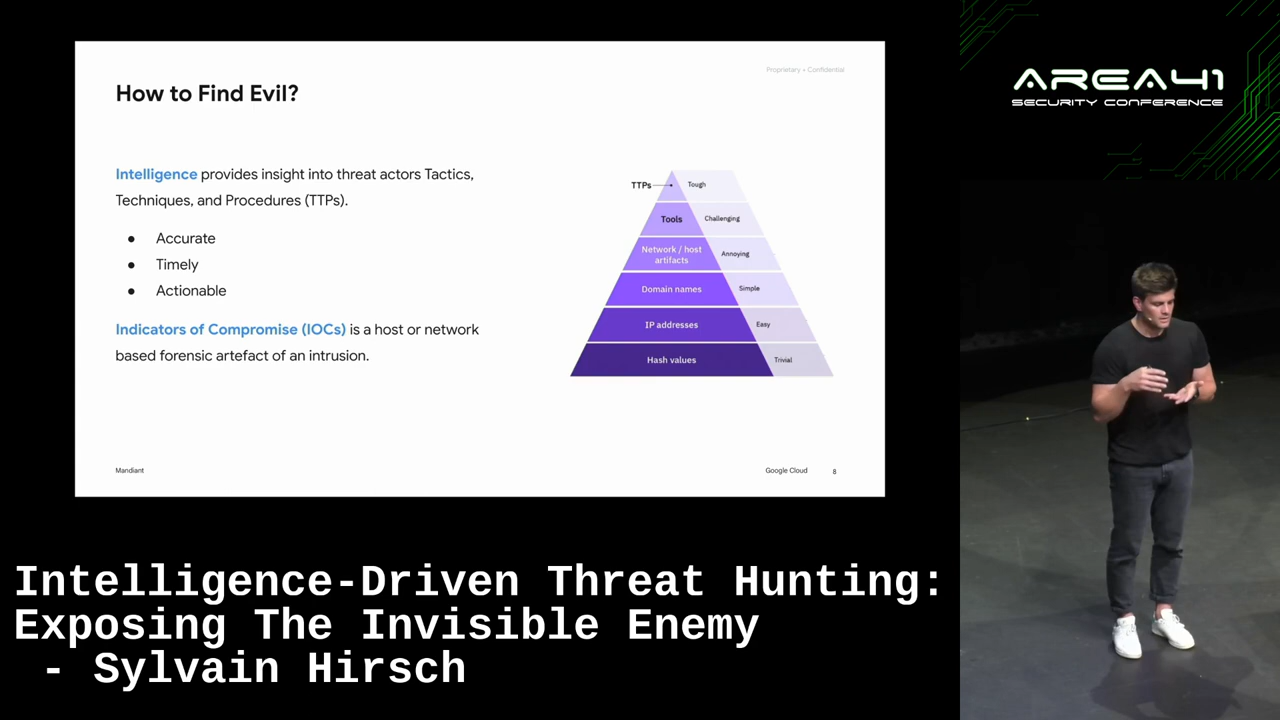 Proprietary + Confidential
How to Find Evil?
Intelligence provides insight into threat actors Tactics,
Techniques, and Procedures (TTPs).
● Accurate
● Timely
● Actionable
Indicators of Compromise (IOCs) is a host or network
based forensic artefact of an intrusion.
TTPs
Tough
Tools
Challenging
Network / host
artifacts
Annoying
Domain names
Simple
IP addresses
Easy
Hash values
Trivial
Mandiant
Google Cloud
8
AREA41
SECURITY CONFERENCE
Intelligence-Driven Threat Hunting:
Exposing The Invisible Enemy
- Sylvain Hirsch